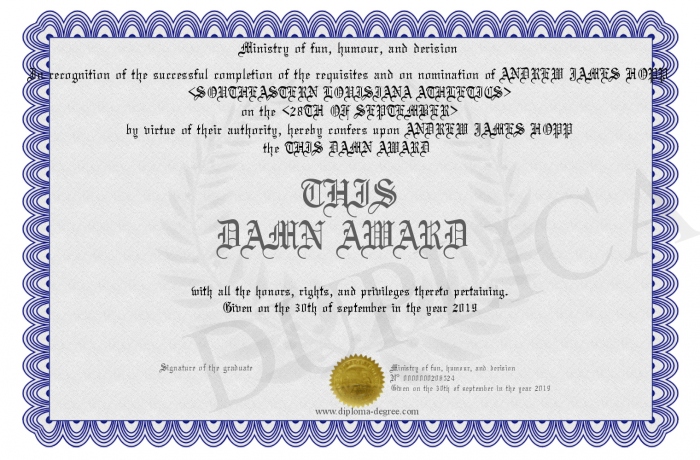 Ministry of fun, humour, and derision
In recognition of the successful completion of the requisites and on nomination of ANDREW JAMES HOPP
<SOUTHEASTERN LOUISIANA ATHLETICS>
on the <28TH OF SEPTEMBER>
by virtue of their authority, hereby confers upon ANDREW JAMES HOPP
the THIS DAMN AWARD
THIS
DAMN AWARD
with all the honors, rights, and privileges thereto pertaining.
Given on the 30th of september in the year 2019
DUPLICA
Signature of the graduate
Ministry of fun, humour, and derision
N° 0000000208524
Given on the 30th of september in the year 2019
www.diploma-degree.com